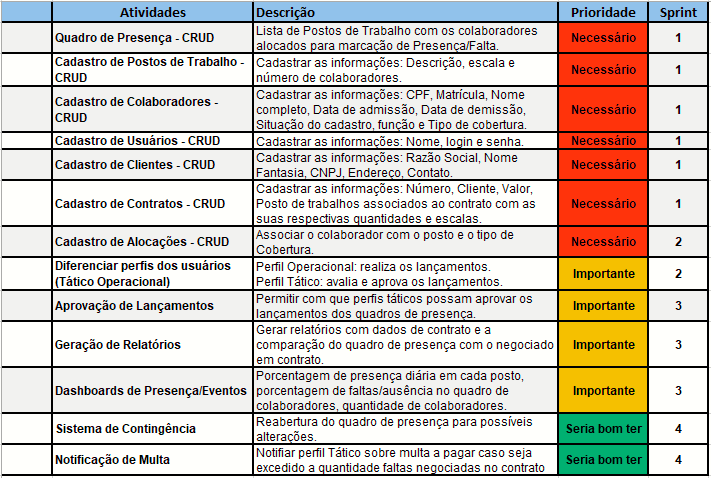 Atividades Descrição Prioridade Sprint
Quadro de Presença - CRUD
Lista de Postos de Trabalho com os colaboradores
alocados para marcação de Presença/Falta.
Necessário 1
Cadastro de Postos de Trabalho -
CRUD
Cadastrar as informações: Descrição, escala e
número de colaboradores.
Necessário 1
Cadastro de Colaboradores -
CRUD
Cadastrar as informações: CPF, Matrícula, Nome
completo, Data de admissão, Data de demissão,
Situação do cadastro, função e Tipo de cobertura.
Necessário 1
Cadastro de Usuários - CRUD Cadastrar as informações: Nome, login e senha. Necessário 1
Cadastro de Clientes - CRUD
Cadastrar as informações: Razão Social, Nome
Fantasia, CNPJ, Endereço, Contato.
Necessário 1
Cadastro de Contratos - CRUD
Cadastrar as informações: Número, Cliente, Valor,
Posto de trabalhos associados ao contrato com as
suas respectivas quantidades e escalas.
Necessário 1
Cadastro de Alocações - CRUD
Associar o colaborador com o posto e o tipo de
Cobertura.
Necessário 2
Diferenciar perfis dos usuários
(Tático Operacional)
Perfil Operacional: realiza os lançamentos.
Perfil Tático: avalia e aprova os lançamentos.
Importante 2
Aprovação de Lançamentos
Permitir com que perfis táticos possam aprovar os
lançamentos dos quadros de presença.
Importante 3
Geração de Relatórios
Gerar relatórios com dados de contrato e a
comparação do quadro de presença com o negociado
em contrato.
Importante 3
Dashboards de Presença/Eventos
Porcentagem de presença diária em cada posto,
porcentagem de faltas/ausência no quadro de
colaboradores, quantidade de colaboradores.
Importante 3
Sistema de Contingência
Reabertura do quadro de presença para possíveis
alterações.
Seria bom ter 4
Notificação de Multa
Notifiar perfil Tático sobre multa a pagar caso seja
excedido a quantidade faltas negociadas no contrato
Seria bom ter 4